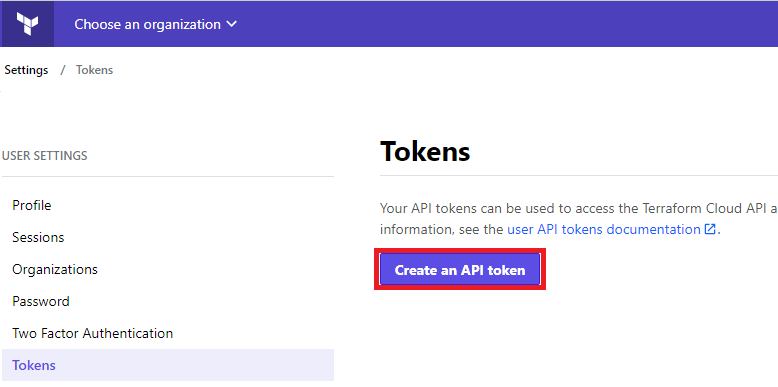 Choose an organization
Settings / Tokens
USER SETTINGS
Profile
Sessions
Organizations
Password
Two Factor Authentication
Tokens
Tokens
Your API tokens can be used to access the Terraform Cloud API a
information, see the user API tokens documentation.
Create an API token